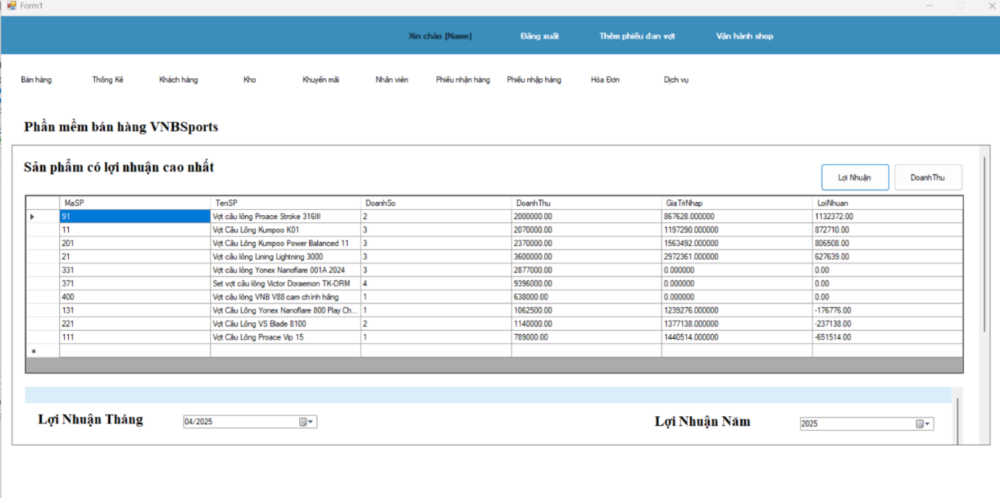 Form1
Xin chào [Name] Đăng xuất Thêm phiếu đan vợt Vận hành shop
Bán hàng Thống Kê Khách hàng Kho Khuyến mãi Nhân viên Phiếu nhận hàng Phiếu nhập hàng Hóa Đơn Dịch vụ
Phần mềm bán hàng VNBSports
Sản phẩm có lợi nhuận cao nhất
Lợi Nhuận DoanhThu
MaSP TenSP DoanhSo DoanhThu GiaTriNhap LoiNhuan
91 Vợt cầu lông Proace Stroke 316III 2 2000000.00 867628.000000 1132372.00
11 Vợt Cầu Lông Kumpoo K01 3 2070000.00 1197290.000000 872710.00
201 Vợt Cầu Lông Kumpoo Power Balanced 11 3 2370000.00 1563492.000000 806508.00
21 Vợt cầu lông Lining Lightning 3000 3 3600000.00 2972361.000000 627639.00
331 Vợt cầu lông Yonex Nanoflare 001A 2024 3 2877000.00 0.000000 0.00
371 Set vợt cầu lông Victor Doraemon TK-DRM 4 9396000.00 0.000000 0.00
400 Vợt cầu lông VNB V88 cam chính hãng 1 638000.00 0.000000 0.00
131 Vợt Cầu Lông Yonex Nanoflare 800 Play Ch... 1 1062500.00 1239276.000000 -176776.00
221 Vợt Cầu Lông VS Blade 8100 2 1140000.00 1377138.000000 -237138.00
111 Vợt Cầu Lông Proace Vip 15 1 789000.00 1440514.000000 -651514.00
Lợi Nhuận Tháng 04/2025 Lợi Nhuận Năm 2025